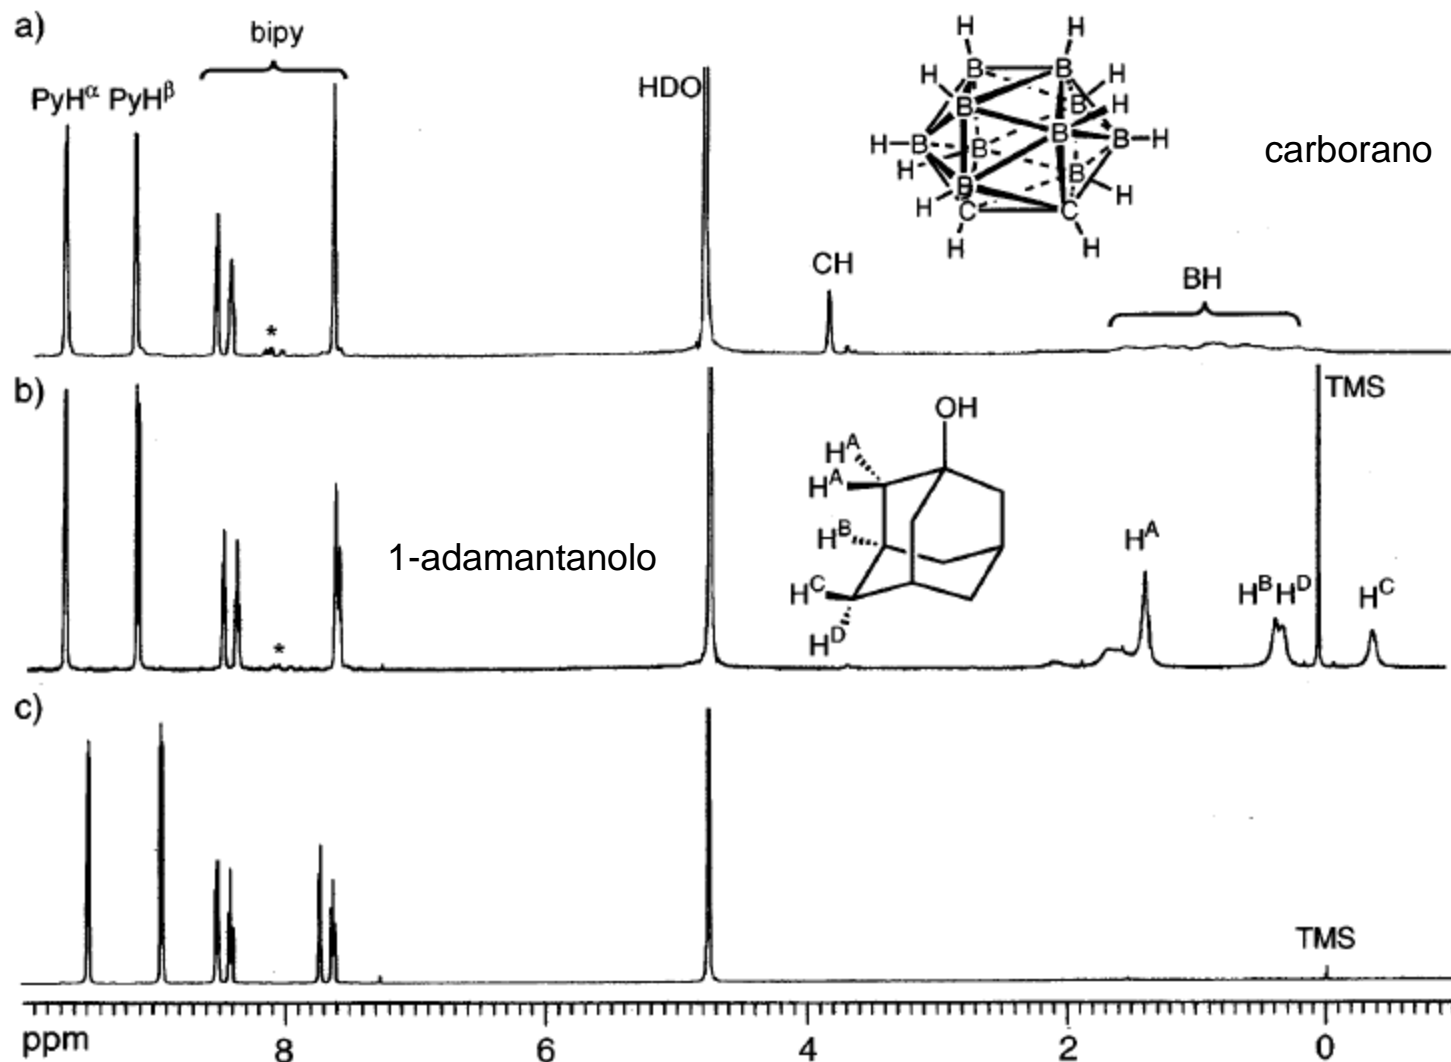 a)
bipy
PyHα PyHβ
HDO
CH
BH
*
H H
H B B H
B B H
H B B B B H
H B B H
H C C
H H
carborano
b)
TMS
OH
Hᴬ
Hᴬ
Hᴮ
Hᶜ
Hᴰ
1-adamantanolo
*
Hᴬ
Hᴮ Hᴰ
Hᶜ
c)
TMS
ppm 8 6 4 2 0